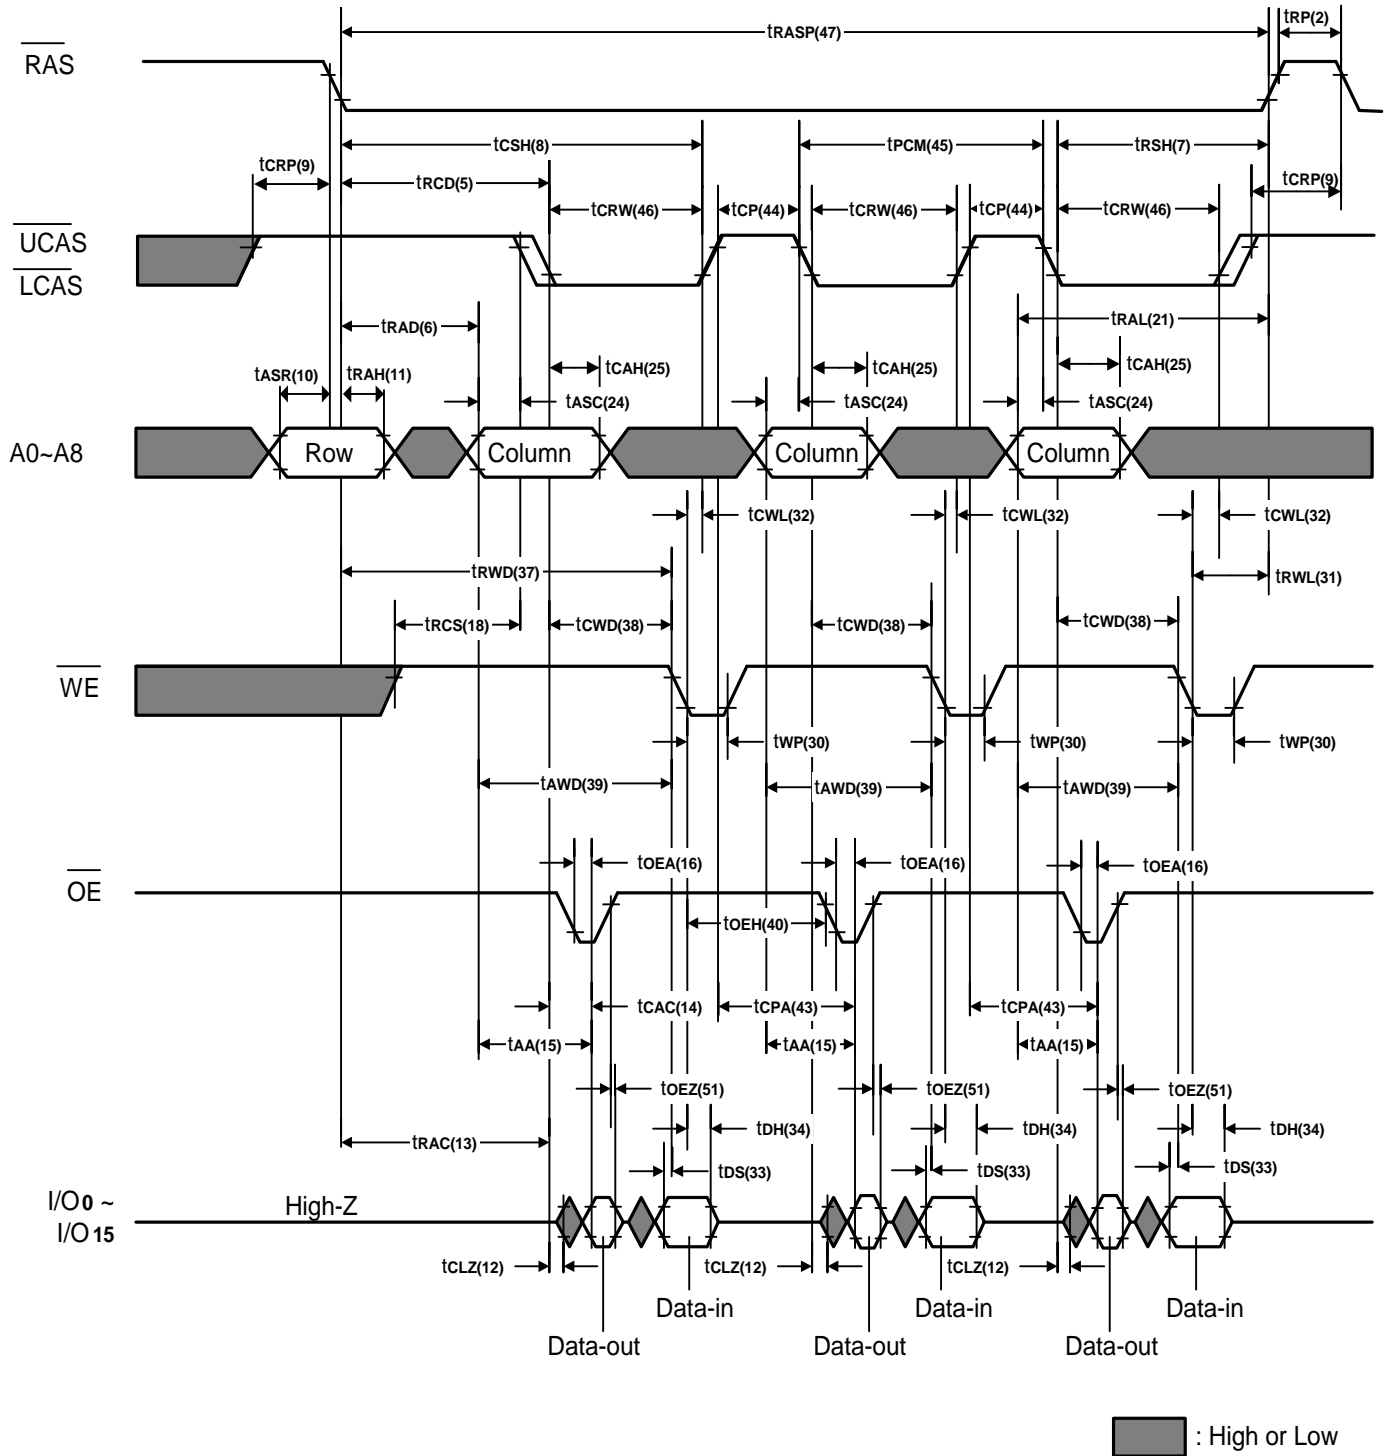 tRASP(47) tRP(2)
RAS
tCSH(8) tPCM(45) tRSH(7)
tCRP(9) tRCD(5) tCRP(9)
tCRW(46) tCP(44) tCRW(46) tCP(44) tCRW(46)
UCAS
LCAS
tRAD(6) tRAL(21)
tCAH(25) tCAH(25) tCAH(25)
tASR(10) tRAH(11) tASC(24) tASC(24) tASC(24)
A0~A8 Row Column Column Column
tCWL(32) tCWL(32) tCWL(32)
tRWD(37) tRWL(31)
tRCS(18) tCWD(38) tCWD(38) tCWD(38)
WE
tWP(30) tWP(30) tWP(30)
tAWD(39) tAWD(39) tAWD(39)
tOEA(16) tOEA(16) tOEA(16)
OE
tOEH(40)
tCAC(14) tCPA(43) tCPA(43)
tAA(15) tAA(15) tAA(15)
tOEZ(51) tOEZ(51) tOEZ(51)
tRAC(13) tDH(34) tDH(34) tDH(34)
tDS(33) tDS(33) tDS(33)
I/O0 ~ High-Z
I/O15
tCLZ(12) tCLZ(12) tCLZ(12)
Data-in Data-in Data-in
Data-out Data-out Data-out
: High or Low